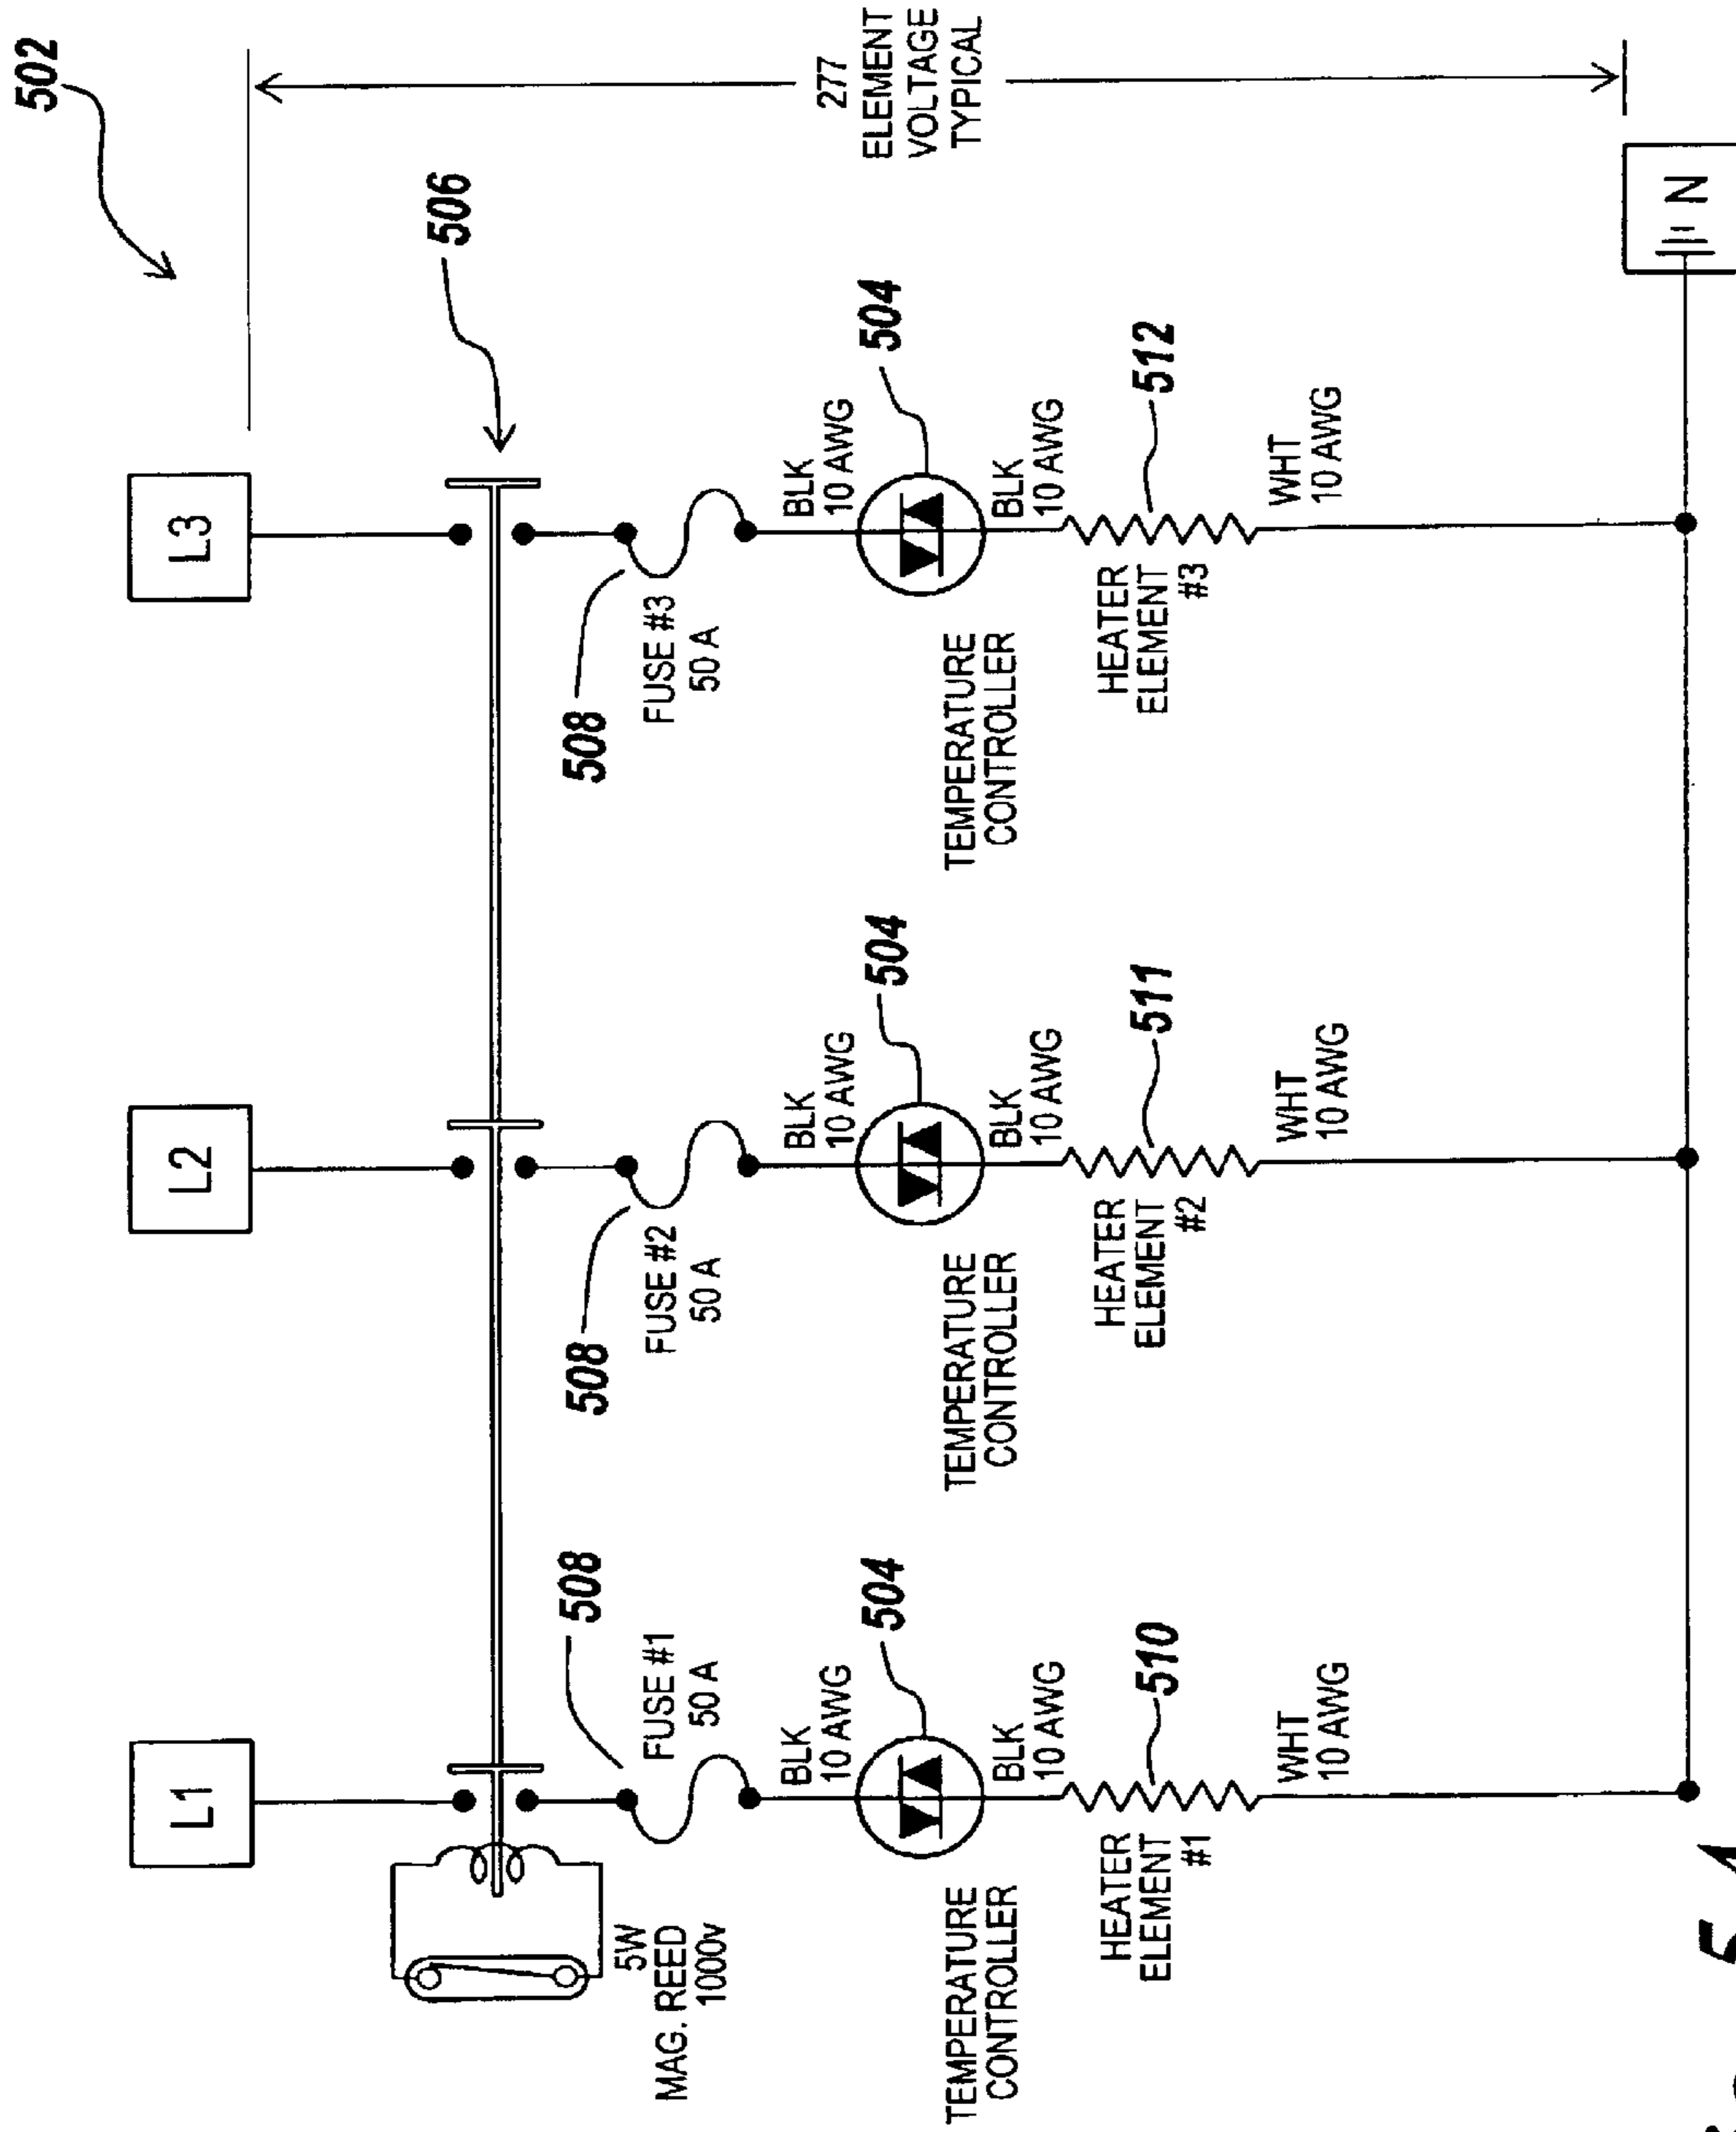 502
L1
L2
L3
506
5W
MAG. REED
1000v
508
FUSE #1
50 A
508
FUSE #2
50 A
508
FUSE #3
50 A
277
ELEMENT
VOLTAGE
TYPICAL
BLK
10 AWG
504
BLK
10 AWG
504
BLK
10 AWG
504
TEMPERATURE
CONTROLLER
TEMPERATURE
CONTROLLER
TEMPERATURE
CONTROLLER
BLK
10 AWG
BLK
10 AWG
BLK
10 AWG
HEATER
ELEMENT
#1
510
HEATER
ELEMENT
#2
511
HEATER
ELEMENT
#3
512
WHT
10 AWG
WHT
10 AWG
WHT
10 AWG
N